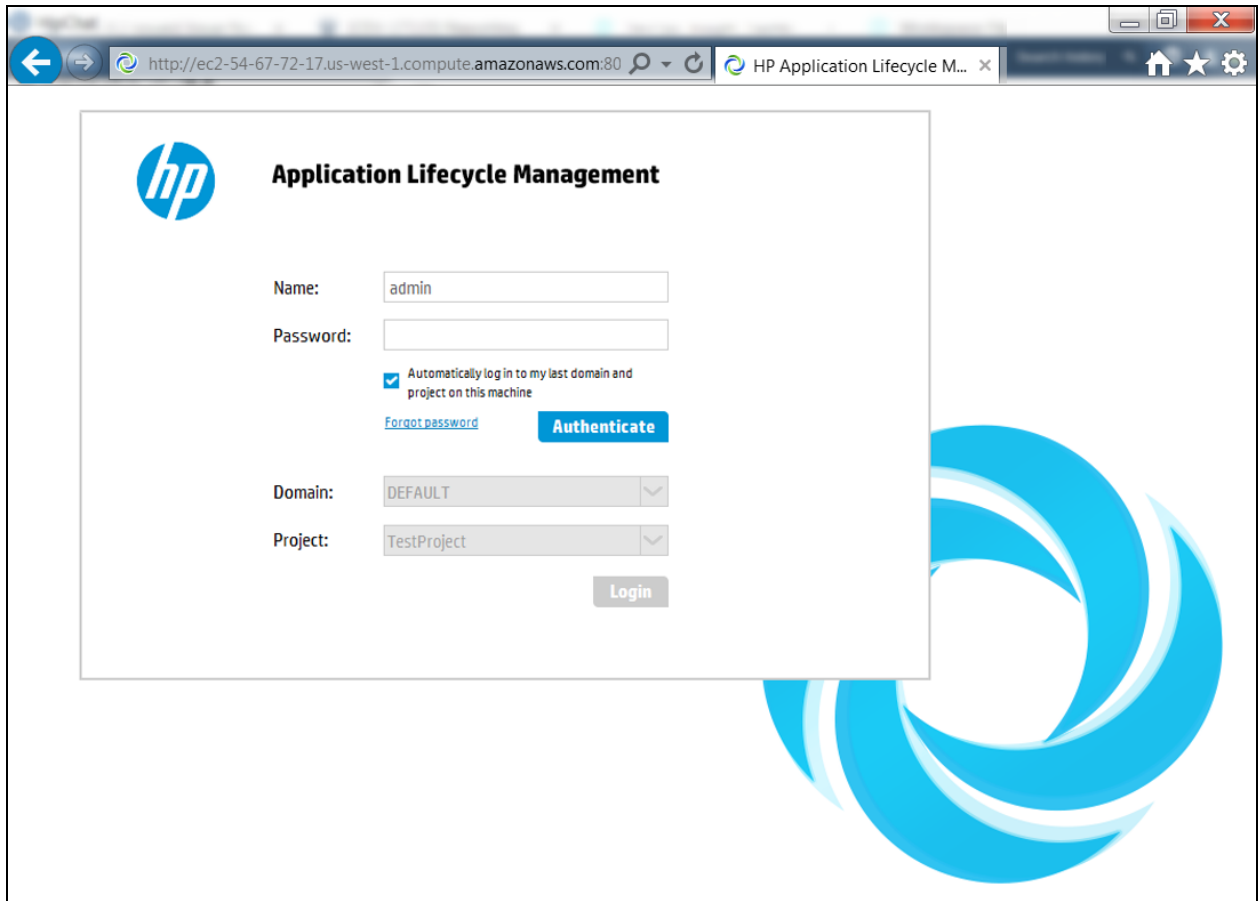 http://ec2-54-67-72-17.us-west-1.compute.amazonaws.com:80
HP Application Lifecycle M...
hp
Application Lifecycle Management
Name:
admin
Password:
Automatically log in to my last domain and
project on this machine
Forgot password
Authenticate
Domain:
DEFAULT
Project:
TestProject
Login